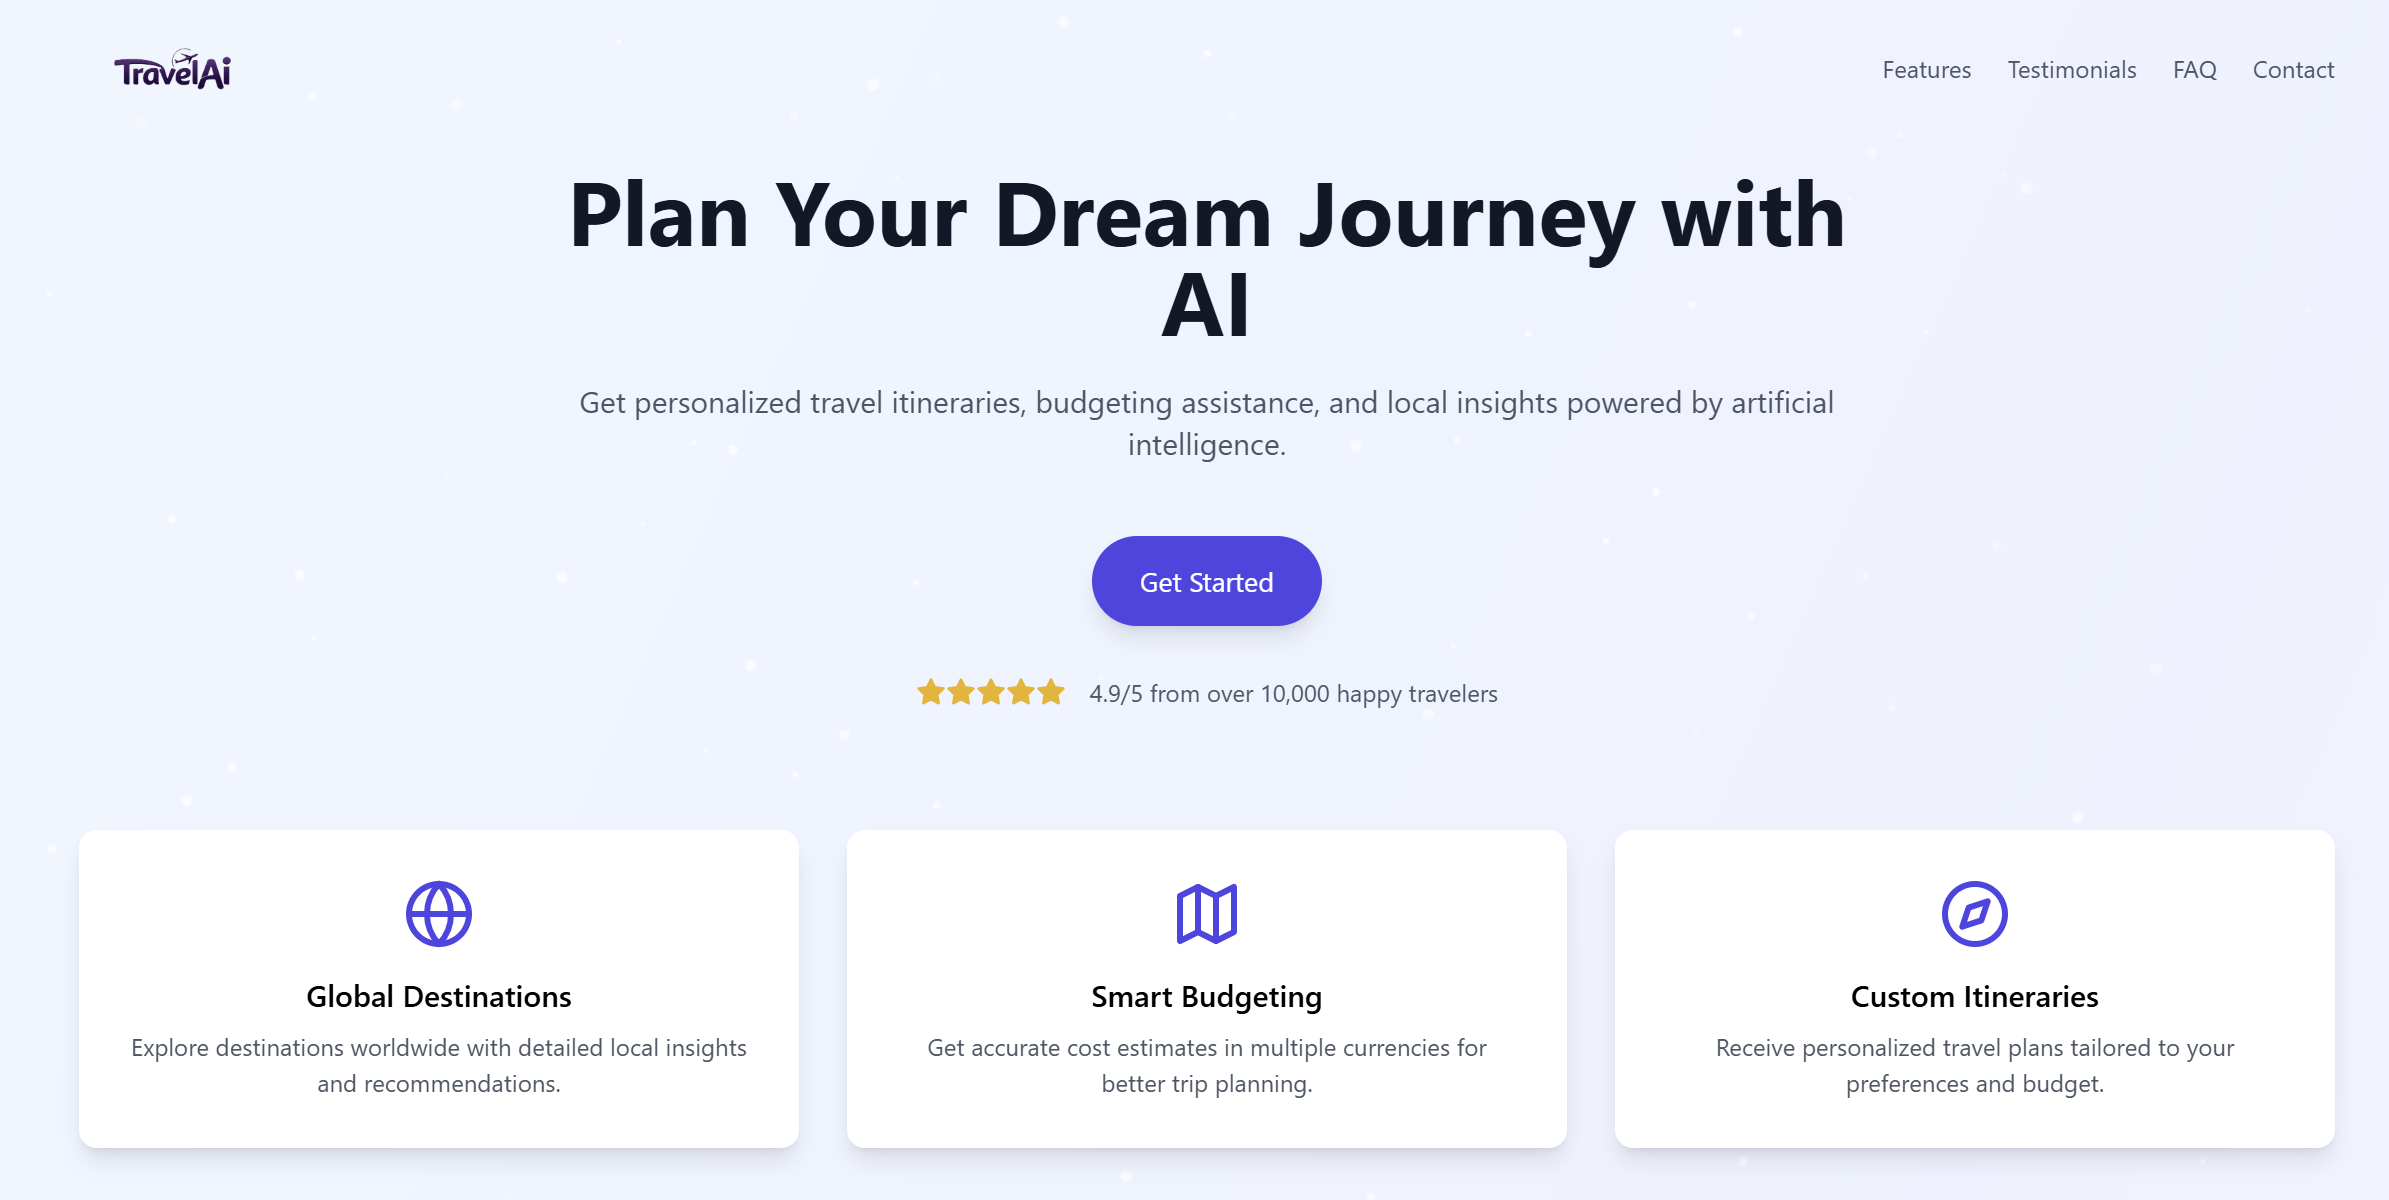 TravelAi
Features
Testimonials
FAQ
Contact
Plan Your Dream Journey with
AI
Get personalized travel itineraries, budgeting assistance, and local insights powered by artificial
intelligence.
Get Started
4.9/5 from over 10,000 happy travelers
Global Destinations
Explore destinations worldwide with detailed local insights
and recommendations.
Smart Budgeting
Get accurate cost estimates in multiple currencies for
better trip planning.
Custom Itineraries
Receive personalized travel plans tailored to your
preferences and budget.